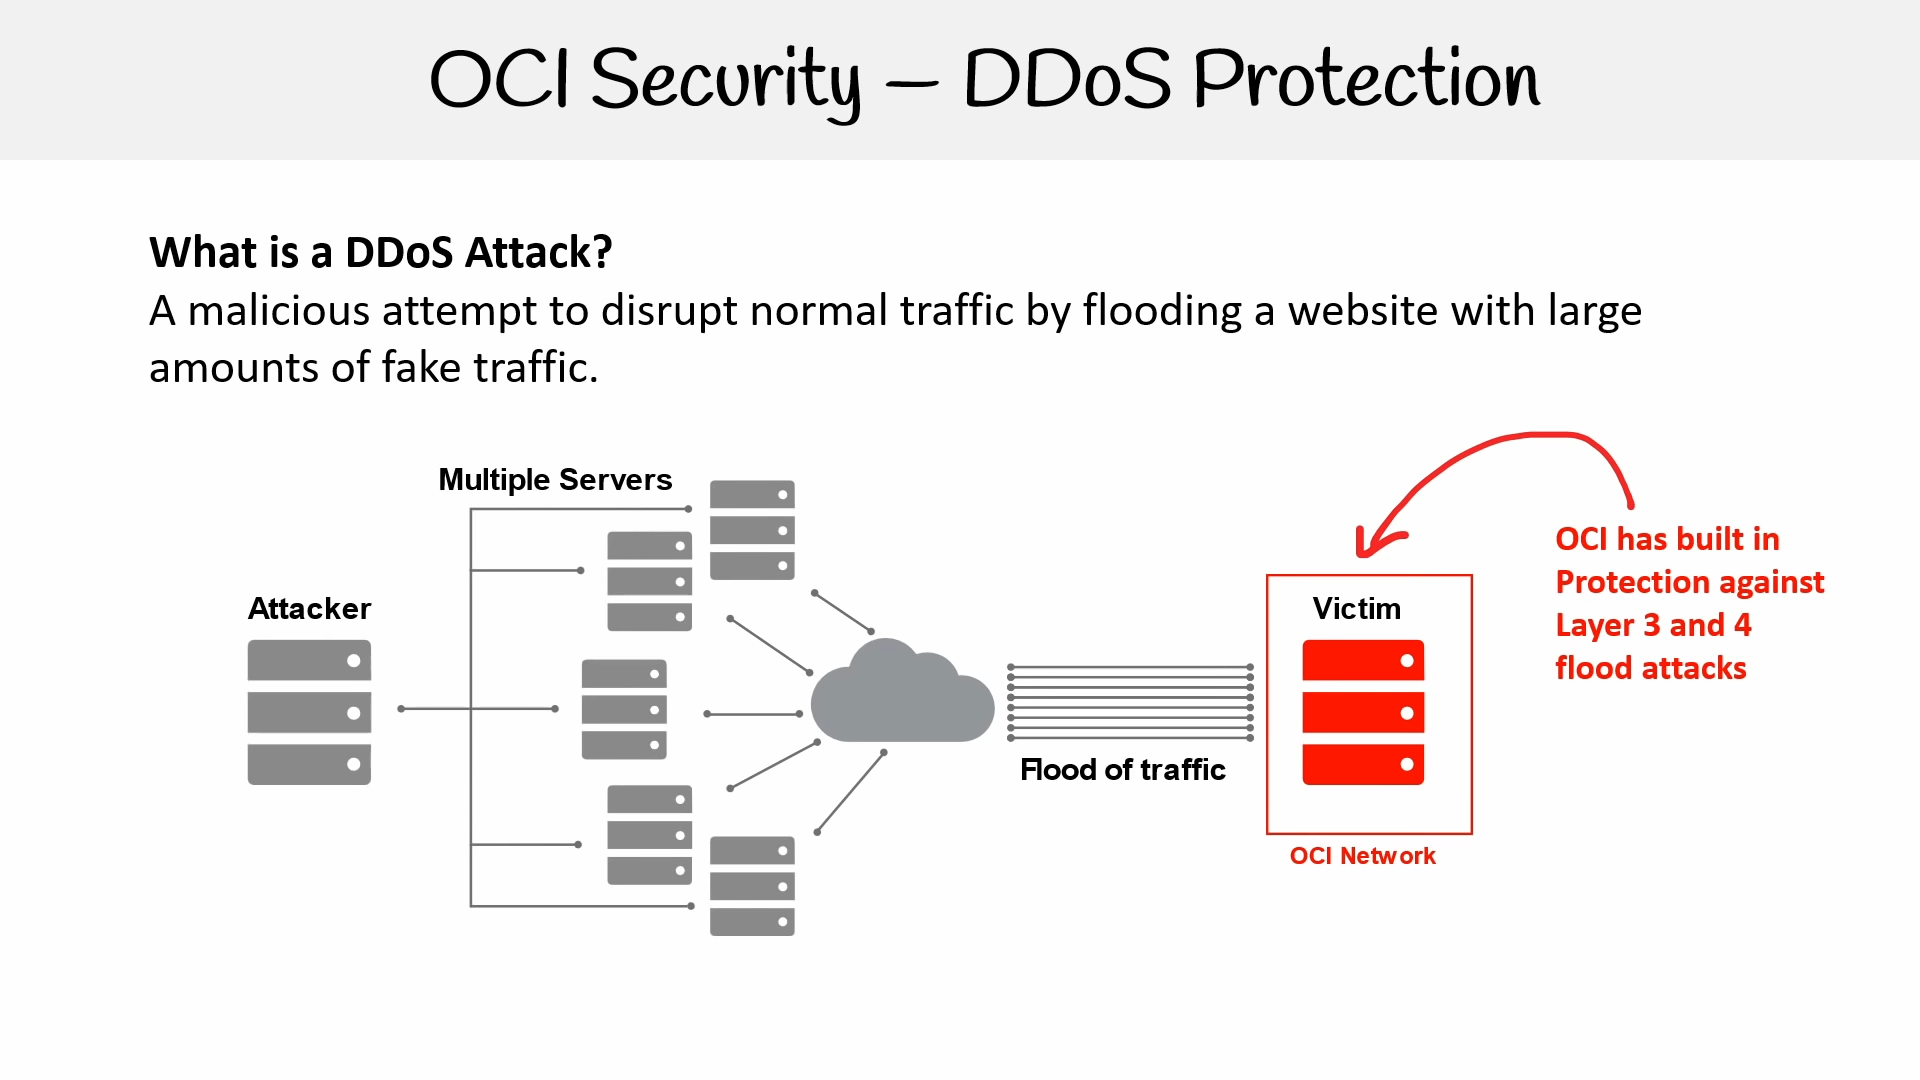 OCI Security – DDoS Protection
What is a DDoS Attack?
A malicious attempt to disrupt normal traffic by flooding a website with large
amounts of fake traffic.
Multiple Servers
Attacker
Flood of traffic
Victim
OCI Network
OCI has built in
Protection against
Layer 3 and 4
flood attacks